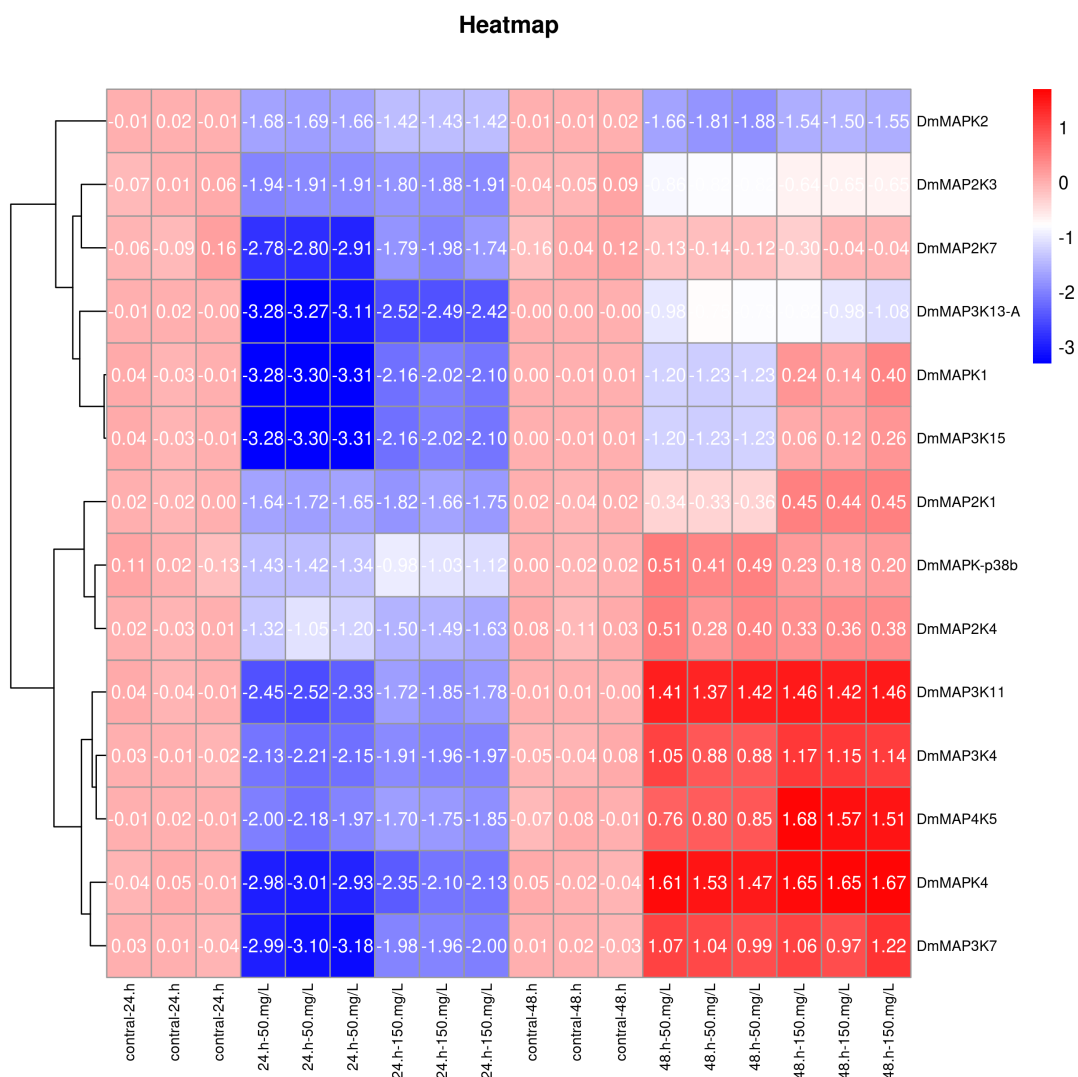 Heatmap
-0.01 0.02 -0.01 -1.68 -1.69 -1.66 -1.42 -1.43 -1.42 -0.01 -0.01 0.02 -1.66 -1.81 -1.88 -1.54 -1.50 -1.55 DmMAPK2
-0.07 0.01 0.06 -1.94 -1.91 -1.91 -1.80 -1.88 -1.91 -0.04 -0.05 0.09 -0.64 -0.65 -0.65 DmMAP2K3
-0.06 -0.09 0.16 -2.78 -2.80 -2.91 -1.79 -1.98 -1.74 -0.16 0.04 0.12 -0.13 -0.14 -0.12 -0.30 -0.04 -0.04 DmMAP2K7
-0.01 0.02 -0.00 -3.28 -3.27 -3.11 -2.52 -2.49 -2.42 -0.00 0.00 -0.00 -0.98 -0.98 -1.08 DmMAP3K13-A
0.04 -0.03 -0.01 -3.28 -3.30 -3.31 -2.16 -2.02 -2.10 0.00 -0.01 0.01 -1.20 -1.23 -1.23 0.24 0.14 0.40 DmMAPK1
0.04 -0.03 -0.01 -3.28 -3.30 -3.31 -2.16 -2.02 -2.10 0.00 -0.01 0.01 -1.20 -1.23 -1.23 0.06 0.12 0.26 DmMAP3K15
0.02 -0.02 0.00 -1.64 -1.72 -1.65 -1.82 -1.66 -1.75 0.02 -0.04 0.02 -0.34 -0.33 -0.36 0.45 0.44 0.45 DmMAP2K1
0.11 0.02 -0.13 -1.43 -1.42 -1.34 -0.98 -1.03 -1.12 0.00 -0.02 0.02 0.51 0.41 0.49 0.23 0.18 0.20 DmMAPK-p38b
0.02 -0.03 0.01 -1.32 -1.05 -1.20 -1.50 -1.49 -1.63 0.08 -0.11 0.03 0.51 0.28 0.40 0.33 0.36 0.38 DmMAP2K4
0.04 -0.04 -0.01 -2.45 -2.52 -2.33 -1.72 -1.85 -1.78 -0.01 0.01 -0.00 1.41 1.37 1.42 1.46 1.42 1.46 DmMAP3K11
0.03 -0.01 -0.02 -2.13 -2.21 -2.15 -1.91 -1.96 -1.97 -0.05 -0.04 0.08 1.05 0.88 0.88 1.17 1.15 1.14 DmMAP3K4
-0.01 0.02 -0.01 -2.00 -2.18 -1.97 -1.70 -1.75 -1.85 -0.07 0.08 -0.01 0.76 0.80 0.85 1.68 1.57 1.51 DmMAP4K5
-0.04 0.05 -0.01 -2.98 -3.01 -2.93 -2.35 -2.10 -2.13 0.05 -0.02 -0.04 1.61 1.53 1.47 1.65 1.65 1.67 DmMAPK4
0.03 0.01 -0.04 -2.99 -3.10 -3.18 -1.98 -1.96 -2.00 0.01 0.02 -0.03 1.07 1.04 0.99 1.06 0.97 1.22 DmMAP3K7
contral-24.h
contral-24.h
contral-24.h
24.h-50.mg/L
24.h-50.mg/L
24.h-50.mg/L
24.h-150.mg/L
24.h-150.mg/L
24.h-150.mg/L
contral-48.h
contral-48.h
contral-48.h
48.h-50.mg/L
48.h-50.mg/L
48.h-50.mg/L
48.h-150.mg/L
48.h-150.mg/L
48.h-150.mg/L
1
0
-1
-2
-3